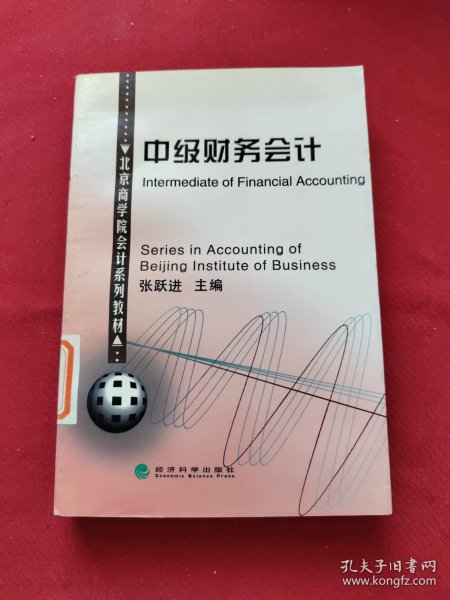 中级财务会计
Intermediate of Financial Accounting
北京商学院会计系列教材
Series in Accounting of
Beijing Institute of Business
张跃进 主编
经济科学出版社
Economic Science Press
孔夫子旧书网
www.kongfz.com